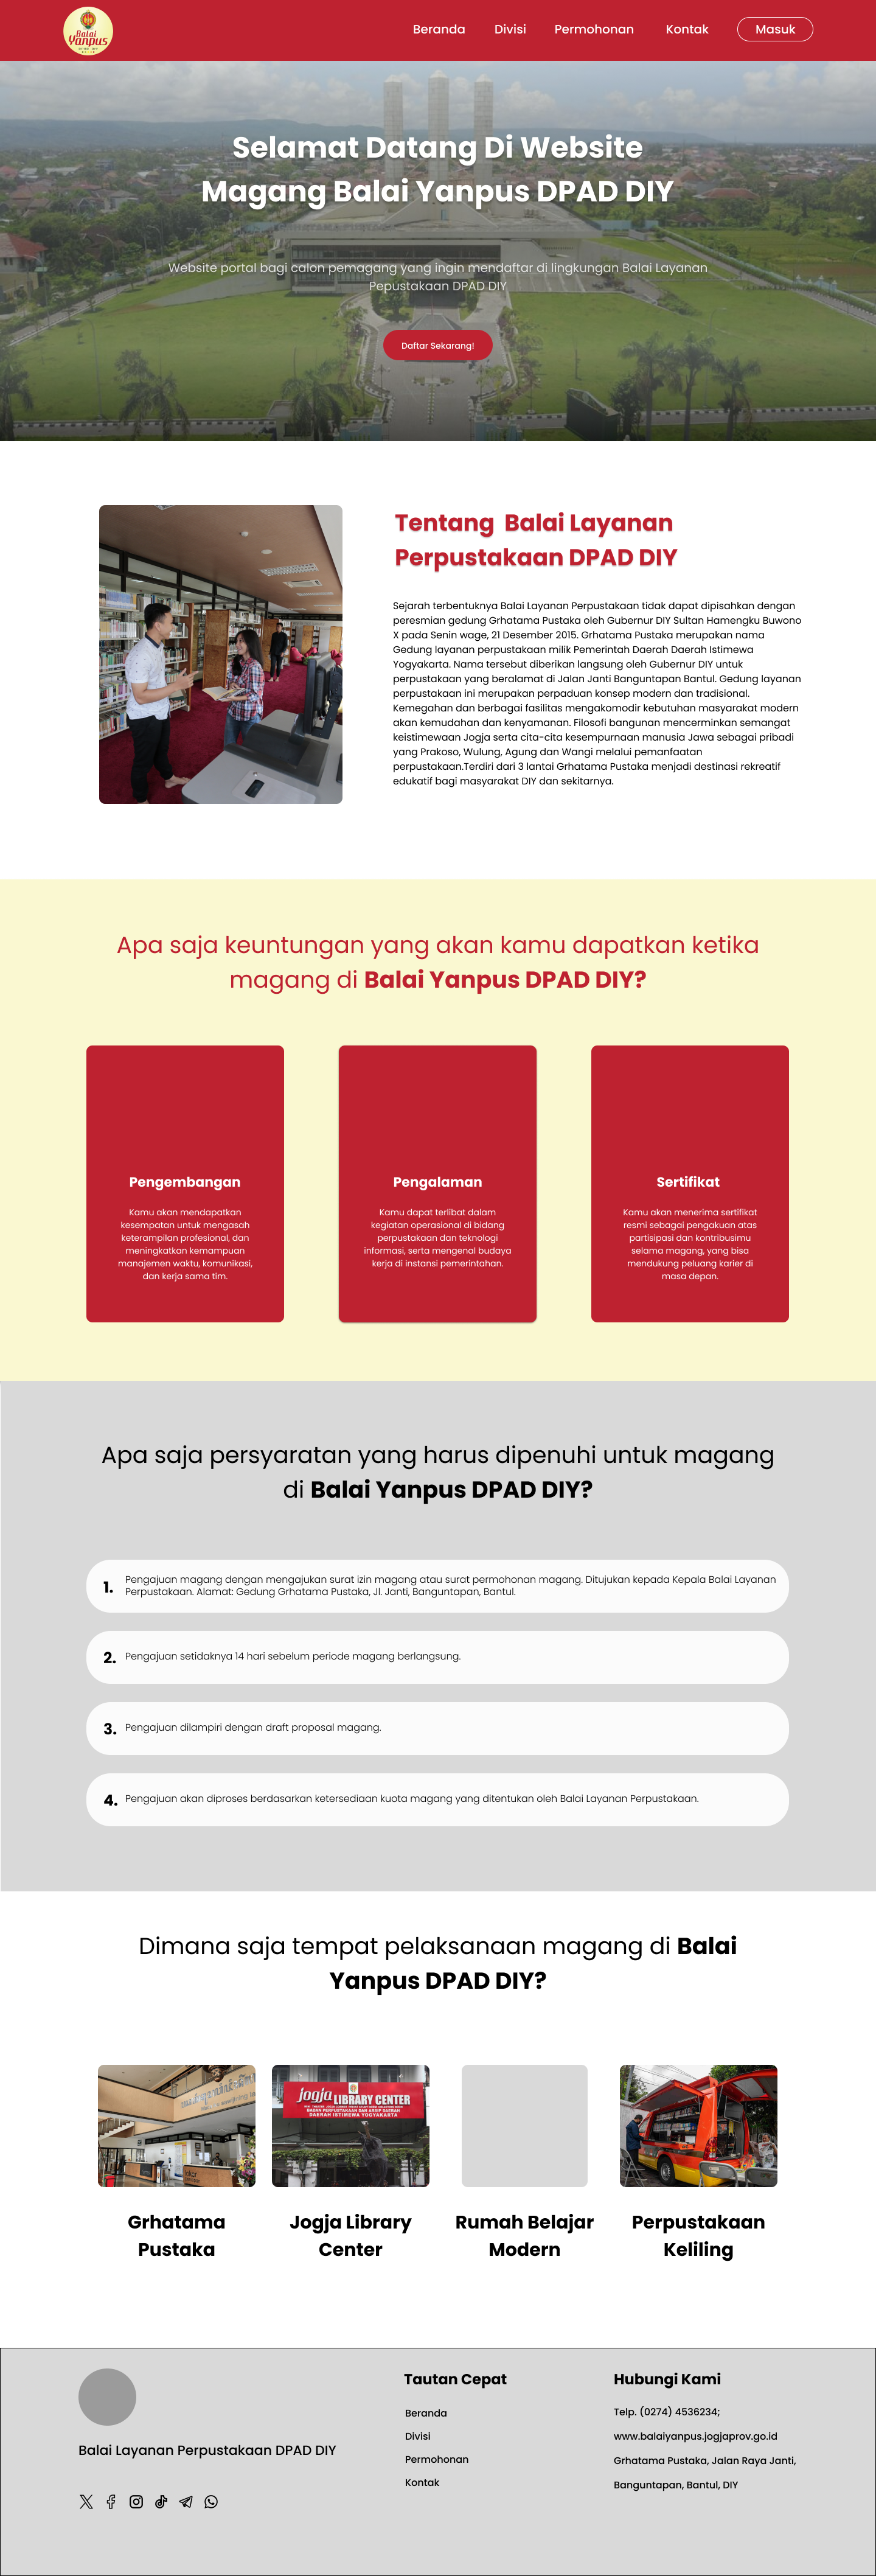 Balai
Yanpus
Beranda
Divisi
Permohonan
Kontak
Masuk
Selamat Datang Di Website
Magang Balai Yanpus DPAD DIY
Website portal bagi calon pemagang yang ingin mendaftar di lingkungan Balai Layanan
Pepustakaan DPAD DIY
Daftar Sekarang!
Tentang Balai Layanan
Perpustakaan DPAD DIY
Sejarah terbentuknya Balai Layanan Perpustakaan tidak dapat dipisahkan dengan
peresmian gedung Grhatama Pustaka oleh Gubernur DIY Sultan Hamengku Buwono
X pada Senin wage, 21 Desember 2015. Grhatama Pustaka merupakan nama
Gedung layanan perpustakaan milik Pemerintah Daerah Daerah Istimewa
Yogyakarta. Nama tersebut diberikan langsung oleh Gubernur DIY untuk
perpustakaan yang beralamat di Jalan Janti Banguntapan Bantul. Gedung layanan
perpustakaan ini merupakan perpaduan konsep modern dan tradisional.
Kemegahan dan berbagai fasilitas mengakomodir kebutuhan masyarakat modern
akan kemudahan dan kenyamanan. Filosofi bangunan mencerminkan semangat
keistimewaan Jogja serta cita-cita kesempurnaan manusia Jawa sebagai pribadi
yang Prakoso, Wulung, Agung dan Wangi melalui pemanfaatan
perpustakaan.Terdiri dari 3 lantai Grhatama Pustaka menjadi destinasi rekreatif
edukatif bagi masyarakat DIY dan sekitarnya.
Apa saja keuntungan yang akan kamu dapatkan ketika
magang di Balai Yanpus DPAD DIY?
Pengembangan
Kamu akan mendapatkan
kesempatan untuk mengasah
keterampilan profesional, dan
meningkatkan kemampuan
manajemen waktu, komunikasi,
dan kerja sama tim.
Pengalaman
Kamu dapat terlibat dalam
kegiatan operasional di bidang
perpustakaan dan teknologi
informasi, serta mengenal budaya
kerja di instansi pemerintahan.
Sertifikat
Kamu akan menerima sertifikat
resmi sebagai pengakuan atas
partisipasi dan kontribusimu
selama magang, yang bisa
mendukung peluang karier di
masa depan.
Apa saja persyaratan yang harus dipenuhi untuk magang
di Balai Yanpus DPAD DIY?
1. Pengajuan magang dengan mengajukan surat izin magang atau surat permohonan magang. Ditujukan kepada Kepala Balai Layanan
Perpustakaan. Alamat: Gedung Grhatama Pustaka, Jl. Janti, Banguntapan, Bantul.
2. Pengajuan setidaknya 14 hari sebelum periode magang berlangsung.
3. Pengajuan dilampiri dengan draft proposal magang.
4. Pengajuan akan diproses berdasarkan ketersediaan kuota magang yang ditentukan oleh Balai Layanan Perpustakaan.
Dimana saja tempat pelaksanaan magang di Balai
Yanpus DPAD DIY?
jogja LIBRARY CENTER
BADAN PERPUSTAKAAN DAN ARSIP DAERAH
DAERAH ISTIMEWA YOGYAKARTA
Grhatama
Pustaka
Jogja Library
Center
Rumah Belajar
Modern
Perpustakaan
Keliling
Balai Layanan Perpustakaan DPAD DIY
Tautan Cepat
Beranda
Divisi
Permohonan
Kontak
Hubungi Kami
Telp. (0274) 4536234;
www.balaiyanpus.jogjaprov.go.id
Grhatama Pustaka, Jalan Raya Janti,
Banguntapan, Bantul, DIY